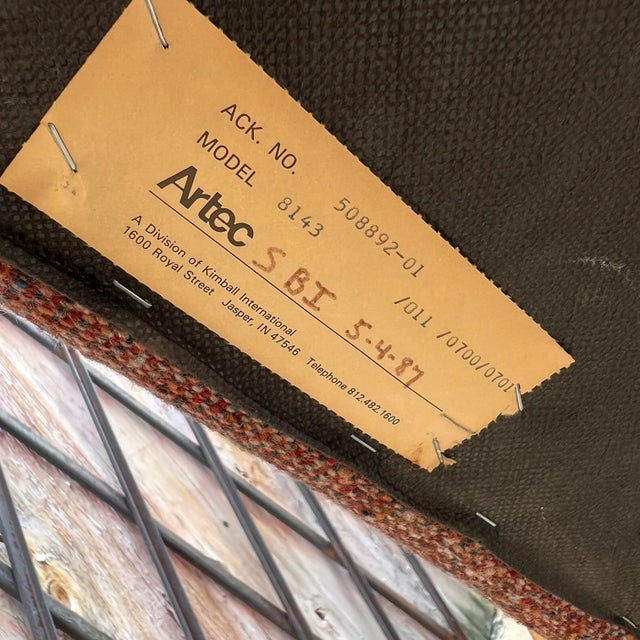 ACK. NO. 508892-01
MODEL 8143 /011 /0700/0701
Artec SBI 5-4-87
A Division of Kimball International
1600 Royal Street Jasper, IN 47546 Telephone 812.482.1600